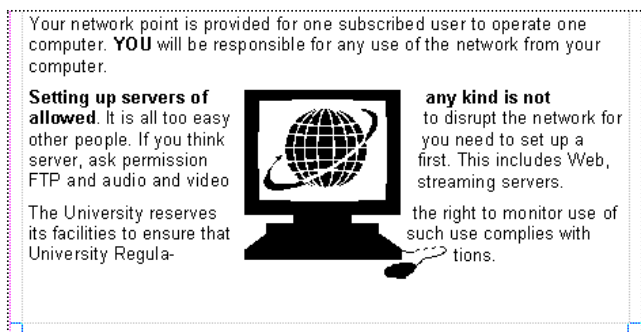 Your network point is provided for one subscribed user to operate one
computer. YOU will be responsible for any use of the network from your
computer.
Setting up servers of any kind is not
allowed. It is all too easy to disrupt the network for
other people. If you think you need to set up a
server, ask permission first. This includes Web,
FTP and audio and video streaming servers.
The University reserves the right to monitor use of
its facilities to ensure that such use complies with
University Regula- tions.